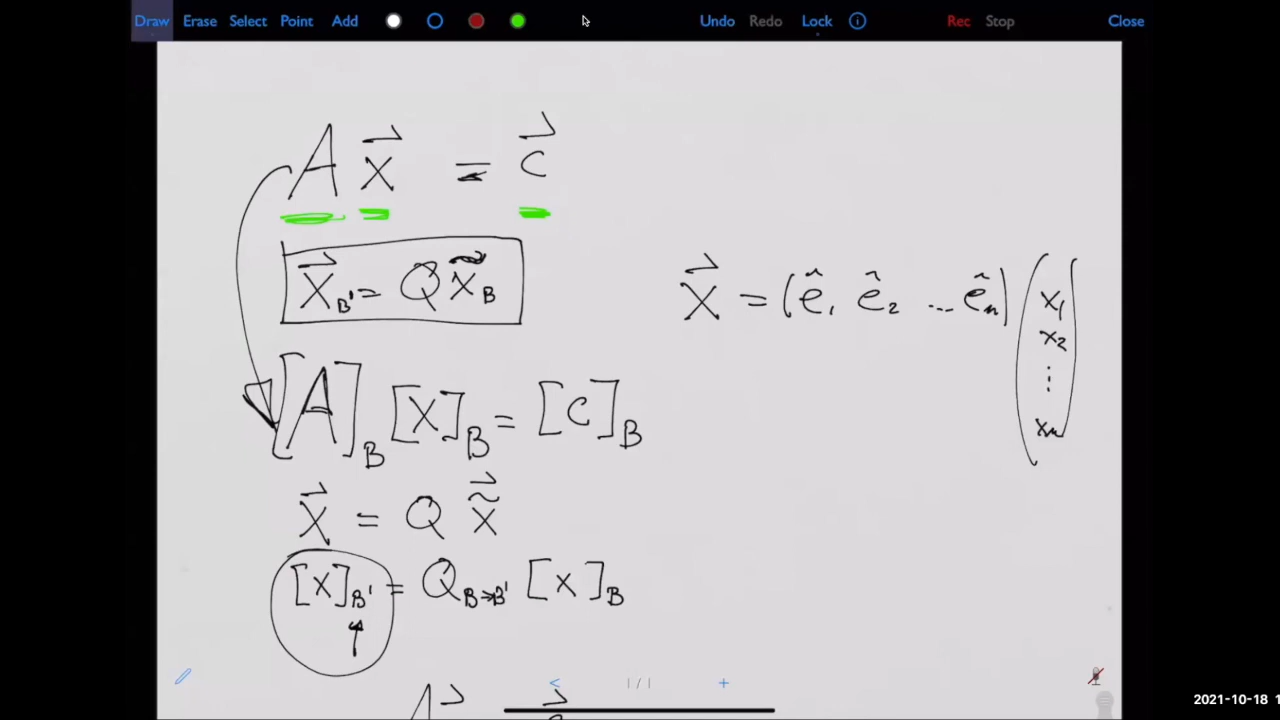 Draw Erase Select Point Add Undo Redo Lock Rec Stop Close
A x⃗ = c⃗
x⃗_B' = Q x̃_B
x⃗ = (ê₁ ê₂ ... êₙ) (x₁ x₂ ⋮ xₙ)
[A]_B [x]_B = [c]_B
x⃗ = Q x̃⃗
[x]_B' = Q_B→B' [x]_B
1/1
2021-10-18 1